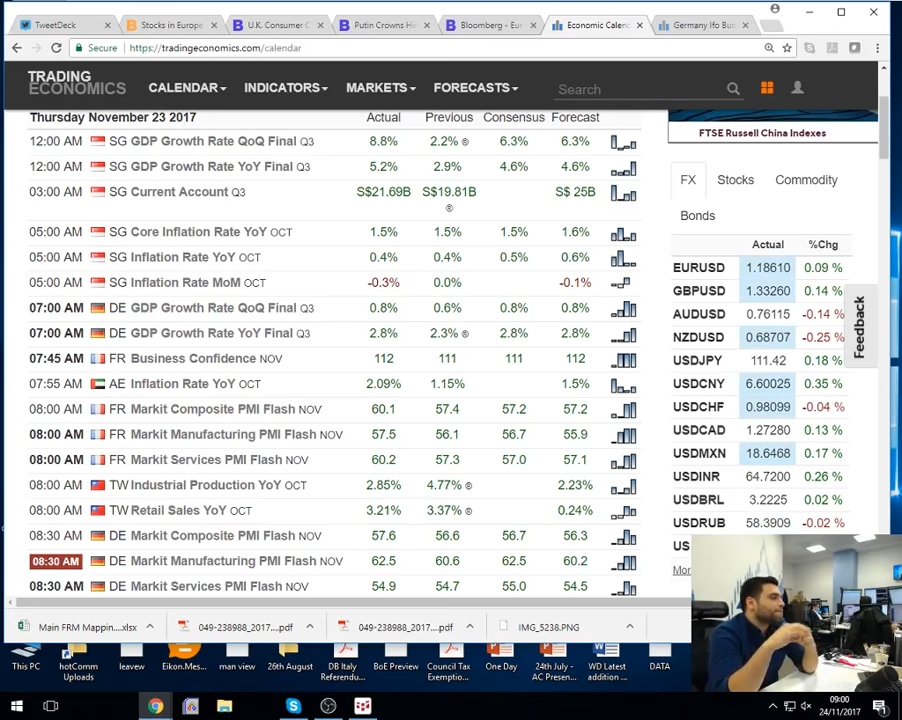 TweetDeck
Stocks in Europe
U.K. Consumer C
Putin Crowns Hi
Bloomberg - Eur
Economic Calenc
Germany Ifo Bus
Secure
https://tradingeconomics.com/calendar
TRADING ECONOMICS
CALENDAR
INDICATORS
MARKETS
FORECASTS
Search
Thursday November 23 2017 Actual Previous Consensus Forecast
12:00 AM SG GDP Growth Rate QoQ Final Q3 8.8% 2.2% ® 6.3% 6.3%
12:00 AM SG GDP Growth Rate YoY Final Q3 5.2% 2.9% 4.6% 4.6%
03:00 AM SG Current Account Q3 S$21.69B S$19.81B ® S$ 25B
05:00 AM SG Core Inflation Rate YoY OCT 1.5% 1.5% 1.5% 1.6%
05:00 AM SG Inflation Rate YoY OCT 0.4% 0.4% 0.5% 0.6%
05:00 AM SG Inflation Rate MoM OCT -0.3% 0.0% -0.1%
07:00 AM DE GDP Growth Rate QoQ Final Q3 0.8% 0.6% 0.8% 0.8%
07:00 AM DE GDP Growth Rate YoY Final Q3 2.8% 2.3% ® 2.8% 2.8%
07:45 AM FR Business Confidence NOV 112 111 111 112
07:55 AM AE Inflation Rate YoY OCT 2.09% 1.15% 1.5%
08:00 AM FR Markit Composite PMI Flash NOV 60.1 57.4 57.2 57.2
08:00 AM FR Markit Manufacturing PMI Flash NOV 57.5 56.1 56.7 55.9
08:00 AM FR Markit Services PMI Flash NOV 60.2 57.3 57.0 57.1
08:00 AM TW Industrial Production YoY OCT 2.85% 4.77% ® 2.23%
08:00 AM TW Retail Sales YoY OCT 3.21% 3.37% ® 0.24%
08:30 AM DE Markit Composite PMI Flash NOV 57.6 56.6 56.7 56.3
08:30 AM DE Markit Manufacturing PMI Flash NOV 62.5 60.6 62.5 60.2
08:30 AM DE Markit Services PMI Flash NOV 54.9 54.7 55.0 54.5
FTSE Russell China Indexes
FX
Stocks
Commodity
Bonds
Actual %Chg
EURUSD 1.18610 0.09 %
GBPUSD 1.33260 0.14 %
AUDUSD 0.76115 -0.14 %
NZDUSD 0.68707 -0.25 %
USDJPY 111.42 0.18 %
USDCNY 6.60025 0.35 %
USDCHF 0.98099 -0.04 %
USDCAD 1.27280 0.13 %
USDMXN 18.6468 0.17 %
USDINR 64.7200 0.26 %
USDBRL 3.2225 0.02 %
USDRUB 58.3909 -0.02 %
US
Mor
Feedback
Main FRM Mappin....xlsx
049-238988_2017....pdf
049-238988_2017....pdf
IMG_5238.PNG
This PC
hotComm Uploads
leavew
Eikon.Mes...
man view
26th August
DB Italy Referendu...
BoE Preview
Council Tax Exemptio...
One Day
24th July - AC Presen...
WD Latest addition ...
DATA
09:00
24/11/2017